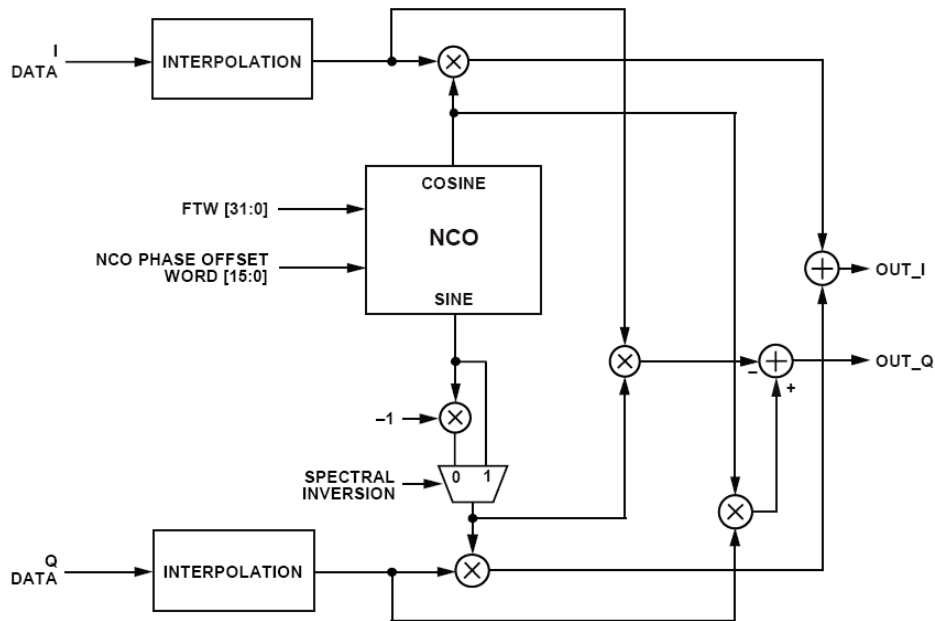 I
DATA
INTERPOLATION
COSINE
NCO
SINE
FTW [31:0]
NCO PHASE OFFSET
WORD [15:0]
OUT_I
OUT_Q
–
+
–1
0 1
SPECTRAL
INVERSION
Q
DATA
INTERPOLATION